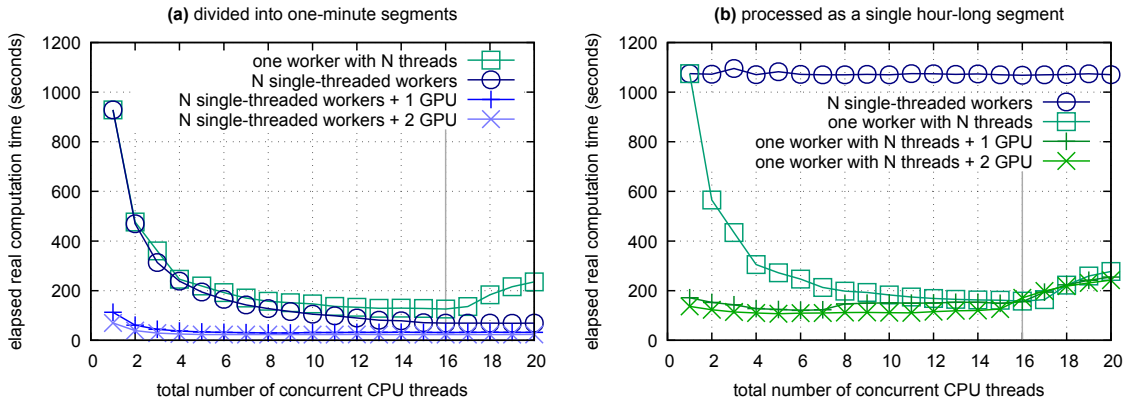 (a) divided into one-minute segments
elapsed real computation time (seconds)
1200
1000
800
600
400
200
0
one worker with N threads
N single-threaded workers
N single-threaded workers + 1 GPU
N single-threaded workers + 2 GPU
0 2 4 6 8 10 12 14 16 18 20
total number of concurrent CPU threads
(b) processed as a single hour-long segment
elapsed real computation time (seconds)
1200
1000
800
600
400
200
0
N single-threaded workers
one worker with N threads
one worker with N threads + 1 GPU
one worker with N threads + 2 GPU
0 2 4 6 8 10 12 14 16 18 20
total number of concurrent CPU threads